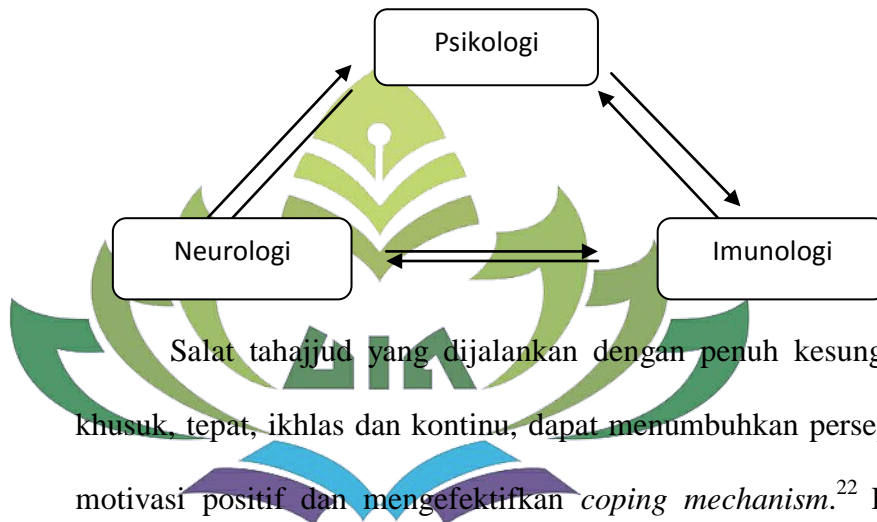 Psikologi
Neurologi Imunologi
UIN
Salat tahajjud yang dijalankan dengan penuh kesung
khusuk, tepat, ikhlas dan kontinu, dapat menumbuhkan perse
motivasi positif dan mengefektifkan coping mechanism.22